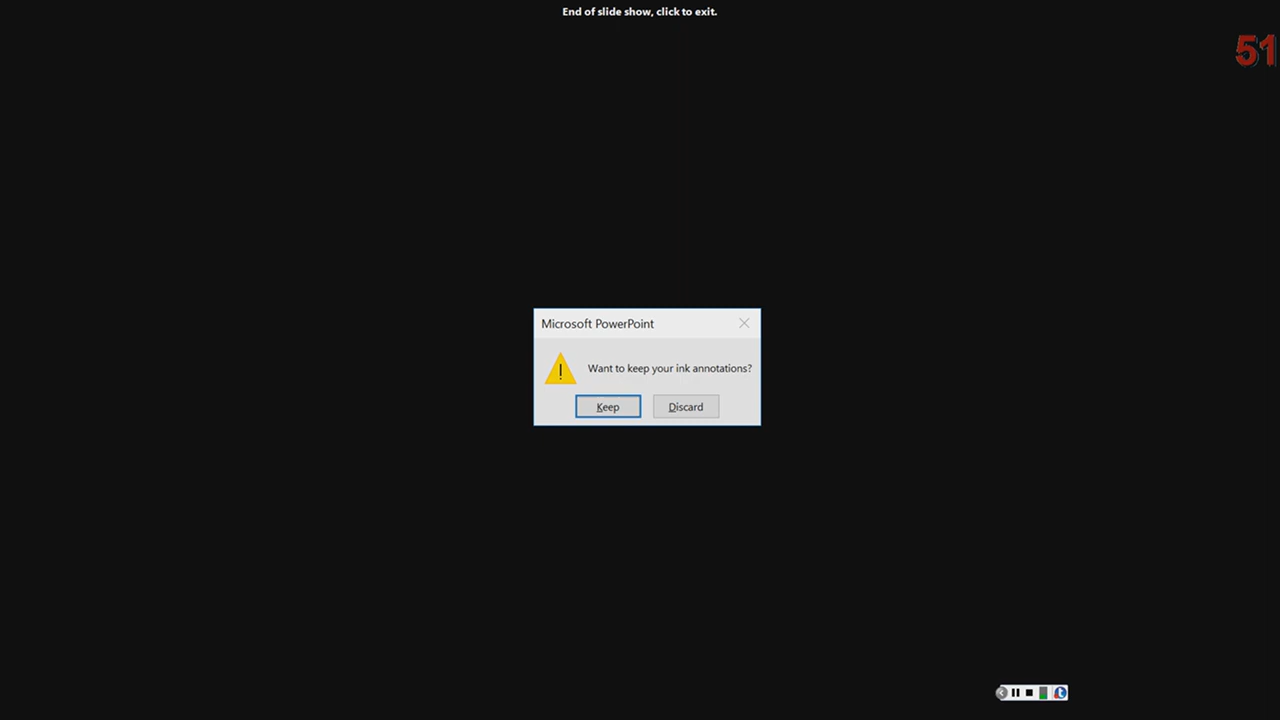 End of slide show, click to exit.
51
Microsoft PowerPoint
Want to keep your ink annotations?
Keep
Discard